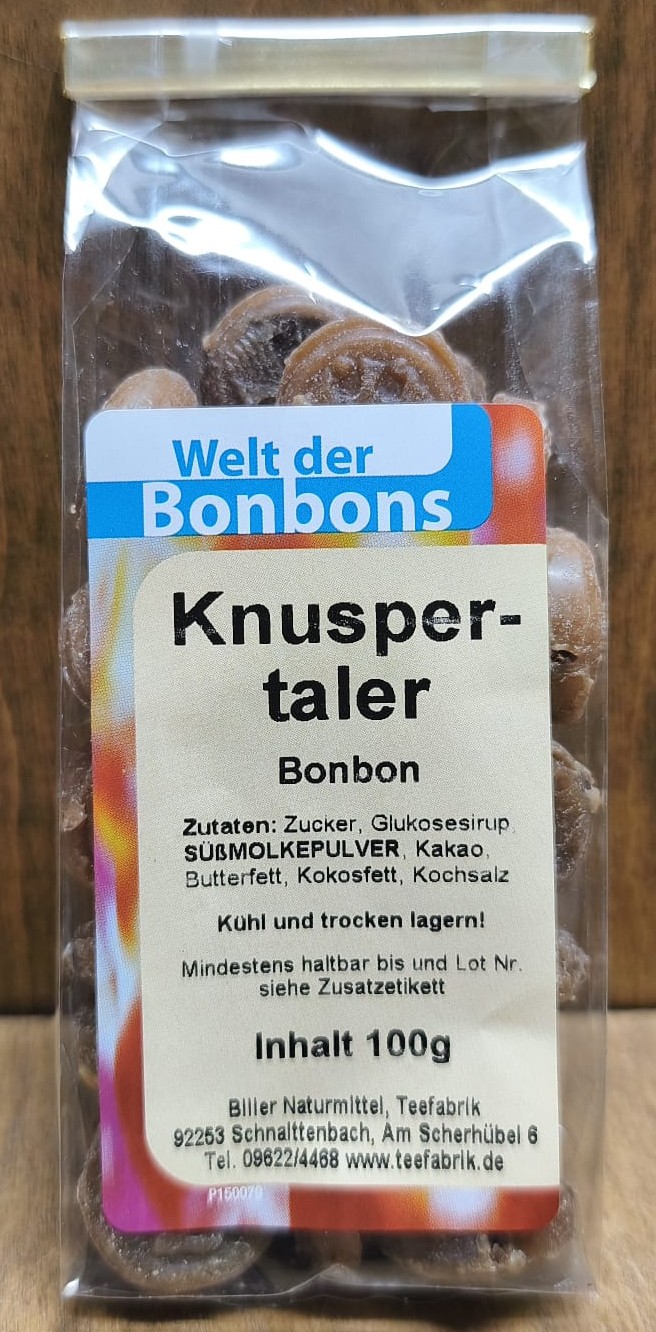 Welt der
Bonbons
Knusper-
taler
Bonbon
Zutaten: Zucker, Glukosesirup,
SÜßMOLKEPULVER, Kakao,
Butterfett, Kokosfett, Kochsalz
Kühl und trocken lagern!
Mindestens haltbar bis und Lot Nr.
siehe Zusatzetikett
Inhalt 100g
Biller Naturmittel, Teefabrik
92253 Schnaittenbach, Am Scherhübel 6
Tel. 09622/4468 www.teefabrik.de